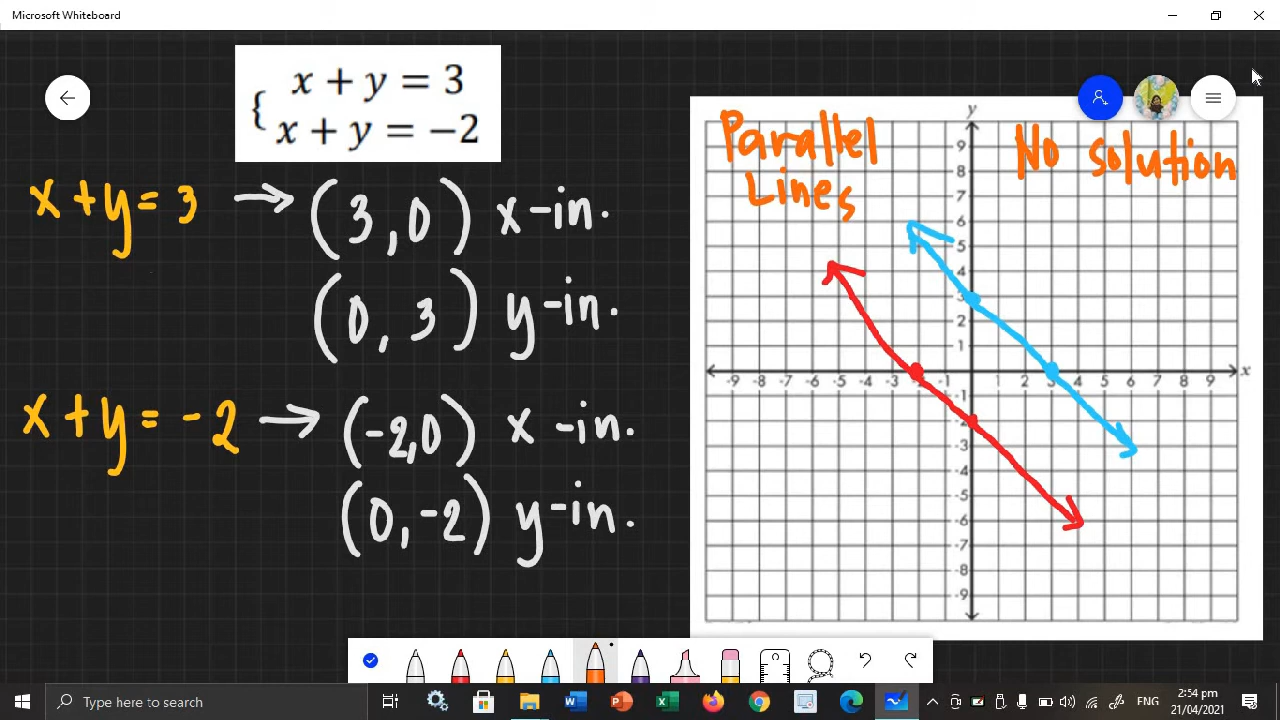 Microsoft Whiteboard
x + y = 3
{
x + y = −2
x + y = 3 → (3, 0) x-in.
(0, 3) y-in.
x + y = -2 → (-2, 0) x-in.
(0, -2) y-in.
Parallel
Lines
No solution
y
9
8
7
6
5
4
3
2
1
-9 -8 -7 -6 -5 -4 -3 -2 -1 1 2 3 4 5 6 7 8 9 x
-1
-2
-3
-4
-5
-6
-7
-8
-9
Type here to search
ENG
2:54 pm
21/04/2021